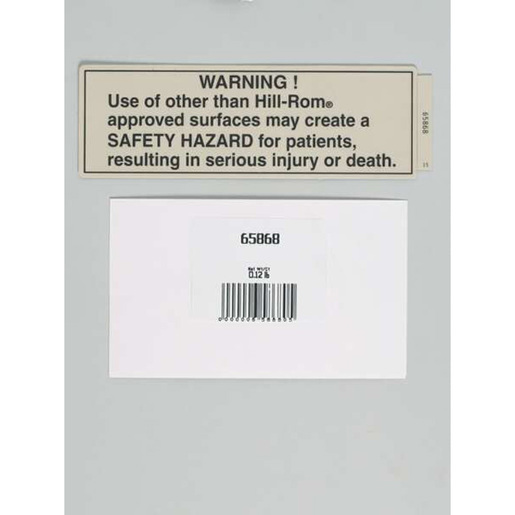 WARNING !
Use of other than Hill-Rom®
approved surfaces may create a
SAFETY HAZARD for patients,
resulting in serious injury or death.
65868
65868
0.12 lb